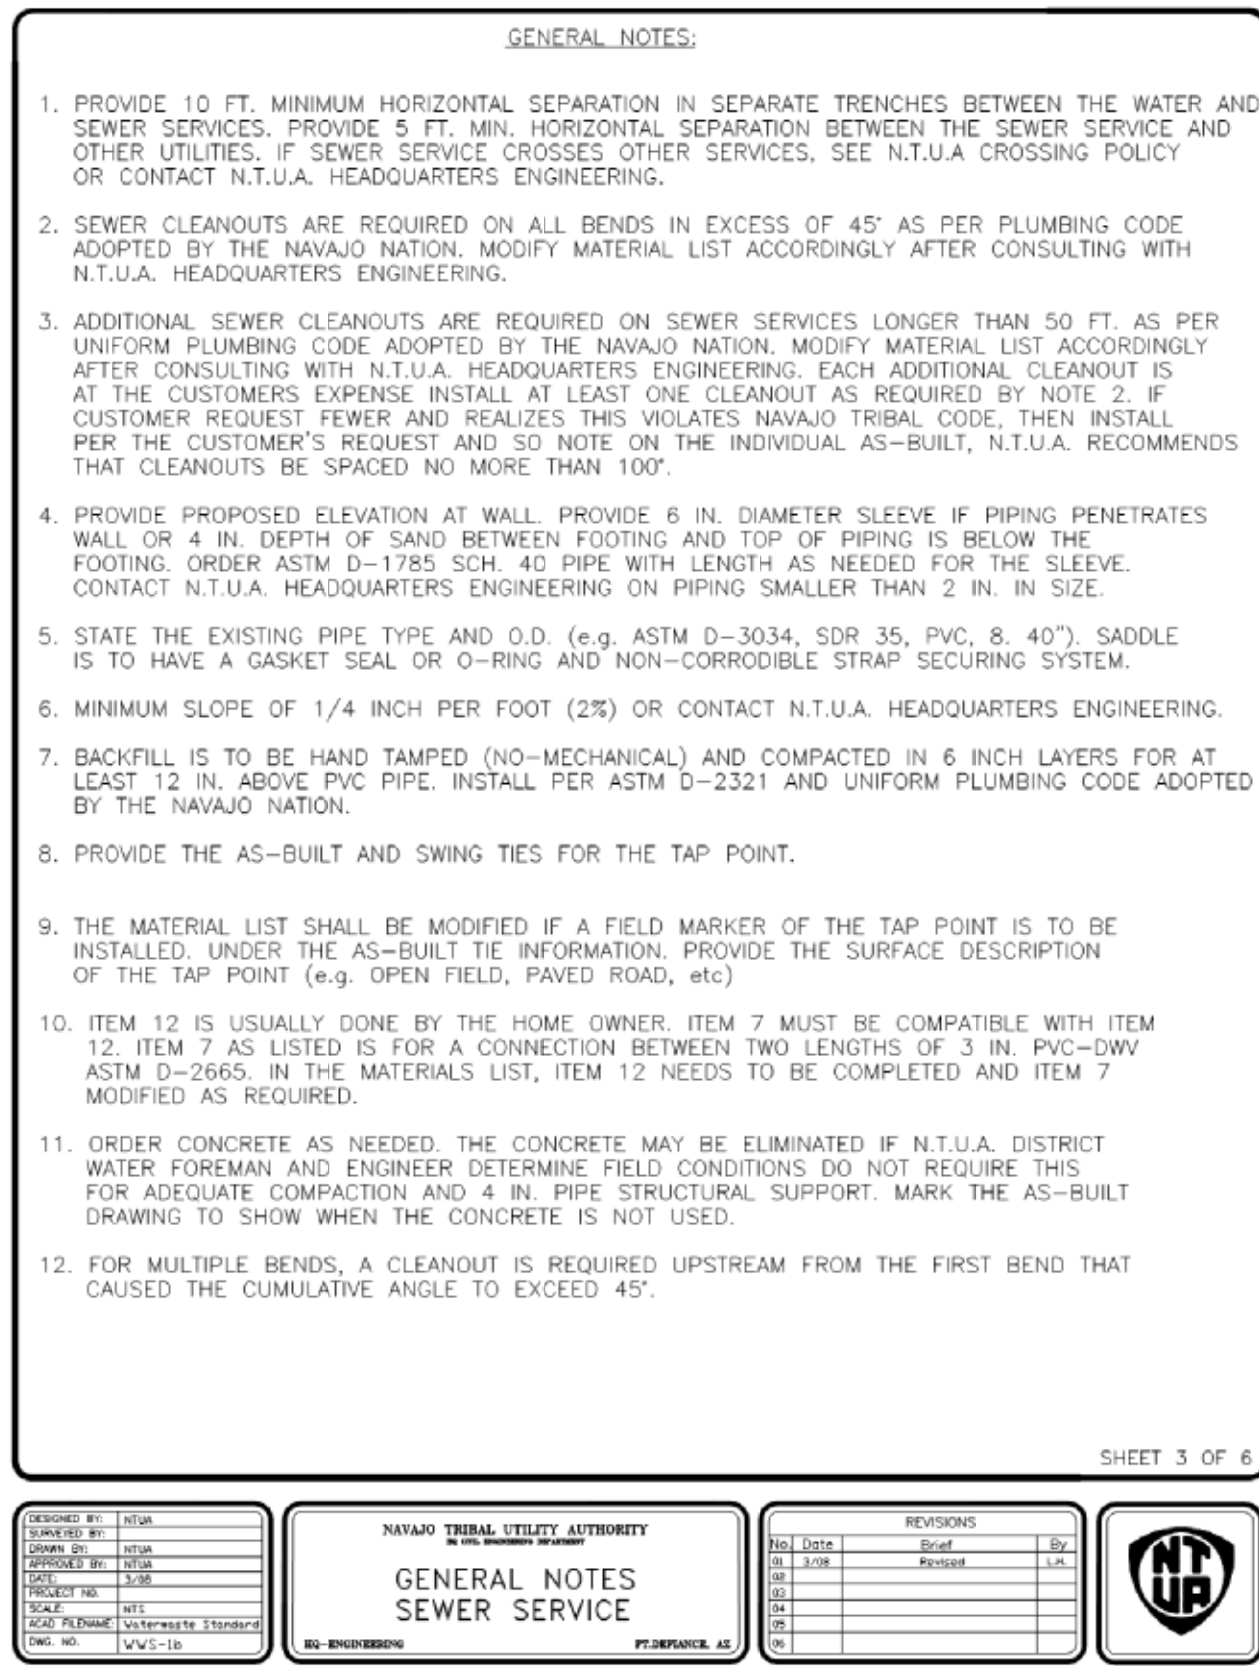 GENERAL NOTES:
1. PROVIDE 10 FT. MINIMUM HORIZONTAL SEPARATION IN SEPARATE TRENCHES BETWEEN THE WATER AND
SEWER SERVICES. PROVIDE 5 FT. MIN. HORIZONTAL SEPARATION BETWEEN THE SEWER SERVICE AND
OTHER UTILITIES. IF SEWER SERVICE CROSSES OTHER SERVICES, SEE N.T.U.A CROSSING POLICY
OR CONTACT N.T.U.A. HEADQUARTERS ENGINEERING.
2. SEWER CLEANOUTS ARE REQUIRED ON ALL BENDS IN EXCESS OF 45° AS PER PLUMBING CODE
ADOPTED BY THE NAVAJO NATION. MODIFY MATERIAL LIST ACCORDINGLY AFTER CONSULTING WITH
N.T.U.A. HEADQUARTERS ENGINEERING.
3. ADDITIONAL SEWER CLEANOUTS ARE REQUIRED ON SEWER SERVICES LONGER THAN 50 FT. AS PER
UNIFORM PLUMBING CODE ADOPTED BY THE NAVAJO NATION. MODIFY MATERIAL LIST ACCORDINGLY
AFTER CONSULTING WITH N.T.U.A. HEADQUARTERS ENGINEERING. EACH ADDITIONAL CLEANOUT IS
AT THE CUSTOMERS EXPENSE INSTALL AT LEAST ONE CLEANOUT AS REQUIRED BY NOTE 2. IF
CUSTOMER REQUEST FEWER AND REALIZES THIS VIOLATES NAVAJO TRIBAL CODE, THEN INSTALL
PER THE CUSTOMER'S REQUEST AND SO NOTE ON THE INDIVIDUAL AS-BUILT, N.T.U.A. RECOMMENDS
THAT CLEANOUTS BE SPACED NO MORE THAN 100°.
4. PROVIDE PROPOSED ELEVATION AT WALL. PROVIDE 6 IN. DIAMETER SLEEVE IF PIPING PENETRATES
WALL OR 4 IN. DEPTH OF SAND BETWEEN FOOTING AND TOP OF PIPING IS BELOW THE
FOOTING. ORDER ASTM D-1785 SCH. 40 PIPE WITH LENGTH AS NEEDED FOR THE SLEEVE.
CONTACT N.T.U.A. HEADQUARTERS ENGINEERING ON PIPING SMALLER THAN 2 IN. IN SIZE.
5. STATE THE EXISTING PIPE TYPE AND O.D. (e.g. ASTM D-3034, SDR 35, PVC, 8. 40"). SADDLE
IS TO HAVE A GASKET SEAL OR O-RING AND NON-CORRODIBLE STRAP SECURING SYSTEM.
6. MINIMUM SLOPE OF 1/4 INCH PER FOOT (2%) OR CONTACT N.T.U.A. HEADQUARTERS ENGINEERING.
7. BACKFILL IS TO BE HAND TAMPED (NO-MECHANICAL) AND COMPACTED IN 6 INCH LAYERS FOR AT
LEAST 12 IN. ABOVE PVC PIPE. INSTALL PER ASTM D-2321 AND UNIFORM PLUMBING CODE ADOPTED
BY THE NAVAJO NATION.
8. PROVIDE THE AS-BUILT AND SWING TIES FOR THE TAP POINT.
9. THE MATERIAL LIST SHALL BE MODIFIED IF A FIELD MARKER OF THE TAP POINT IS TO BE
INSTALLED. UNDER THE AS-BUILT TIE INFORMATION. PROVIDE THE SURFACE DESCRIPTION
OF THE TAP POINT (e.g. OPEN FIELD, PAVED ROAD, etc)
10. ITEM 12 IS USUALLY DONE BY THE HOME OWNER. ITEM 7 MUST BE COMPATIBLE WITH ITEM
12. ITEM 7 AS LISTED IS FOR A CONNECTION BETWEEN TWO LENGTHS OF 3 IN. PVC-DWV
ASTM D-2665. IN THE MATERIALS LIST, ITEM 12 NEEDS TO BE COMPLETED AND ITEM 7
MODIFIED AS REQUIRED.
11. ORDER CONCRETE AS NEEDED. THE CONCRETE MAY BE ELIMINATED IF N.T.U.A. DISTRICT
WATER FOREMAN AND ENGINEER DETERMINE FIELD CONDITIONS DO NOT REQUIRE THIS
FOR ADEQUATE COMPACTION AND 4 IN. PIPE STRUCTURAL SUPPORT. MARK THE AS-BUILT
DRAWING TO SHOW WHEN THE CONCRETE IS NOT USED.
12. FOR MULTIPLE BENDS, A CLEANOUT IS REQUIRED UPSTREAM FROM THE FIRST BEND THAT
CAUSED THE CUMULATIVE ANGLE TO EXCEED 45°.
SHEET 3 OF 6
DESIGNED BY: NTUA
SURVEYED BY:
DRAWN BY: NTUA
APPROVED BY: NTUA
DATE: 3/08
PROJECT NO.
SCALE: NTS
ACAD FILENAME: Waterwaste Standard
DWG. NO. WWS-1b
NAVAJO TRIBAL UTILITY AUTHORITY
HQ CIVIL ENGINEERING DEPARTMENT
GENERAL NOTES
SEWER SERVICE
HQ-ENGINEERING FT.DEFIANCE, AZ
REVISIONS
No. Date Brief By
01 3/08 Revised L.H.
02
03
04
05
06
NT
UA